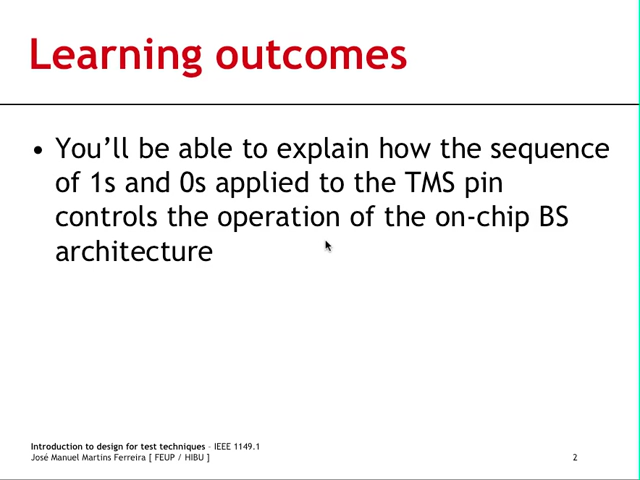 Learning outcomes
• You’ll be able to explain how the sequence
of 1s and 0s applied to the TMS pin
controls the operation of the on-chip BS
architecture
Introduction to design for test techniques – IEEE 1149.1
José Manuel Martins Ferreira [ FEUP / HIBU ]
2